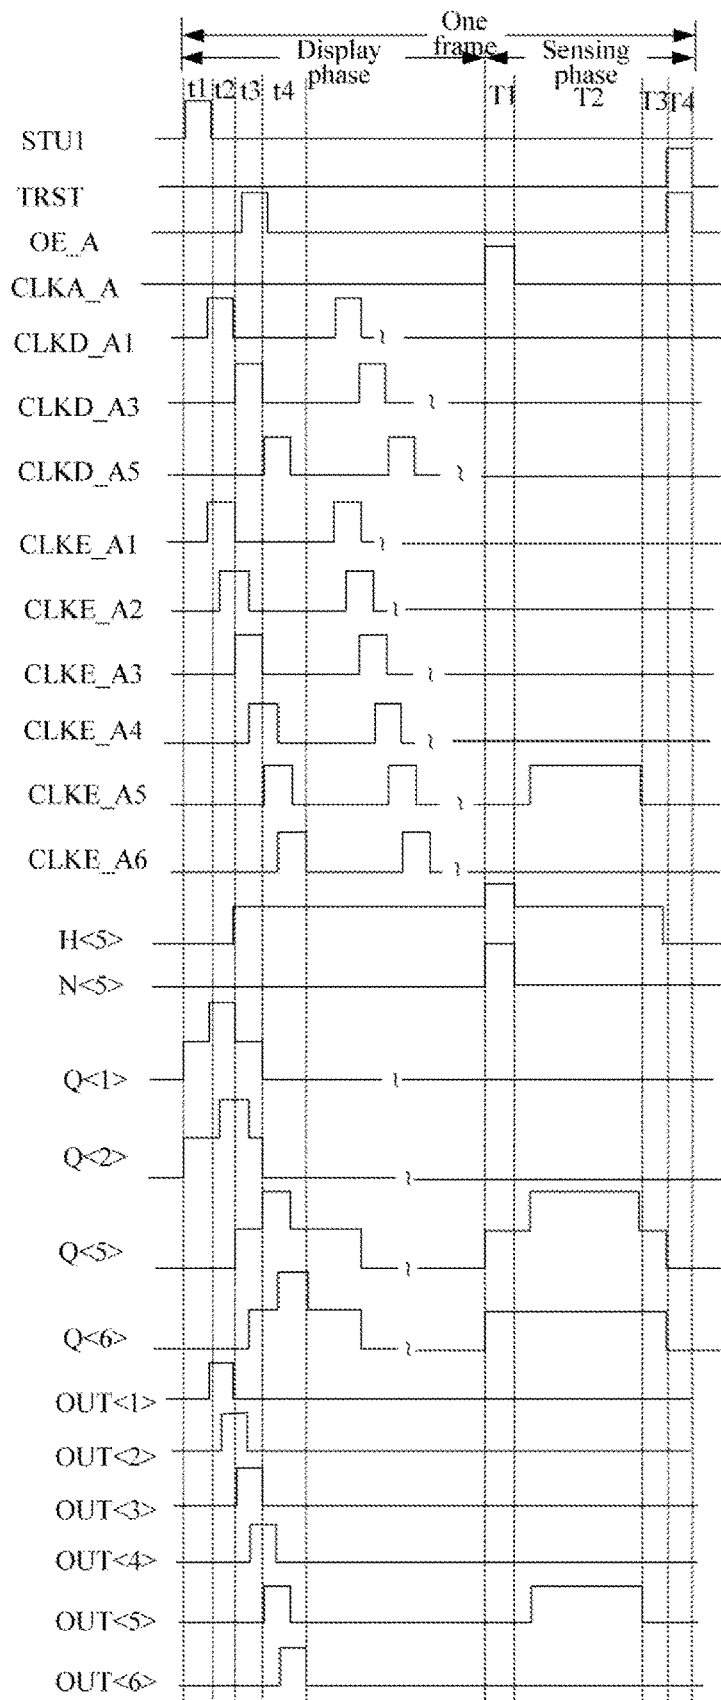 One
frame
Display
phase
Sensing
phase
t1 t2 t3 t4 T1 T2 T3 T4
STU1
TRST
OE_A
CLKA_A
CLKD_A1
CLKD_A3
CLKD_A5
CLKE_A1
CLKE_A2
CLKE_A3
CLKE_A4
CLKE_A5
CLKE_A6
H<5>
N<5>
Q<1>
Q<2>
Q<5>
Q<6>
OUT<1>
OUT<2>
OUT<3>
OUT<4>
OUT<5>
OUT<6>